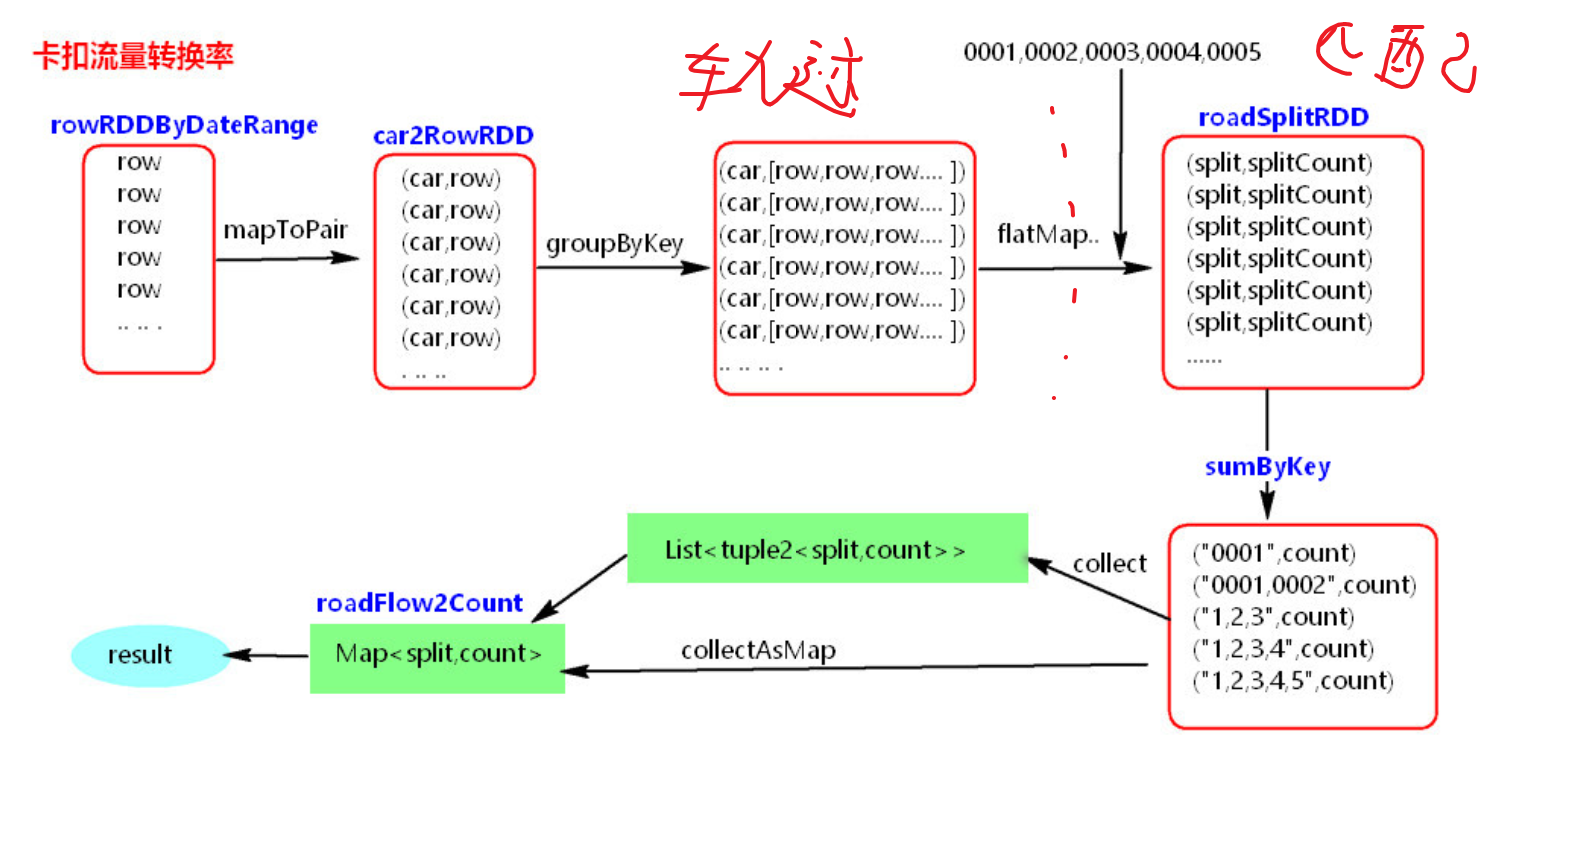 卡扣流量转换率
0001,0002,0003,0004,0005
匹配
rowRDDByDateRange
row
row
row
row
row
.. .. .
mapToPair
car2RowRDD
(car,row)
(car,row)
(car,row)
(car,row)
(car,row)
(car,row)
. .. ..
groupByKey
(car,[row,row,row.... ])
(car,[row,row,row.... ])
(car,[row,row,row.... ])
(car,[row,row,row.... ])
(car,[row,row,row.... ])
(car,[row,row,row.... ])
.. .. .. .
flatMap..
roadSplitRDD
(split,splitCount)
(split,splitCount)
(split,splitCount)
(split,splitCount)
(split,splitCount)
(split,splitCount)
......
sumByKey
("0001",count)
("0001,0002",count)
("1,2,3",count)
("1,2,3,4",count)
("1,2,3,4,5",count)
collect
List<tuple2<split,count>>
collectAsMap
roadFlow2Count
Map<split,count>
result